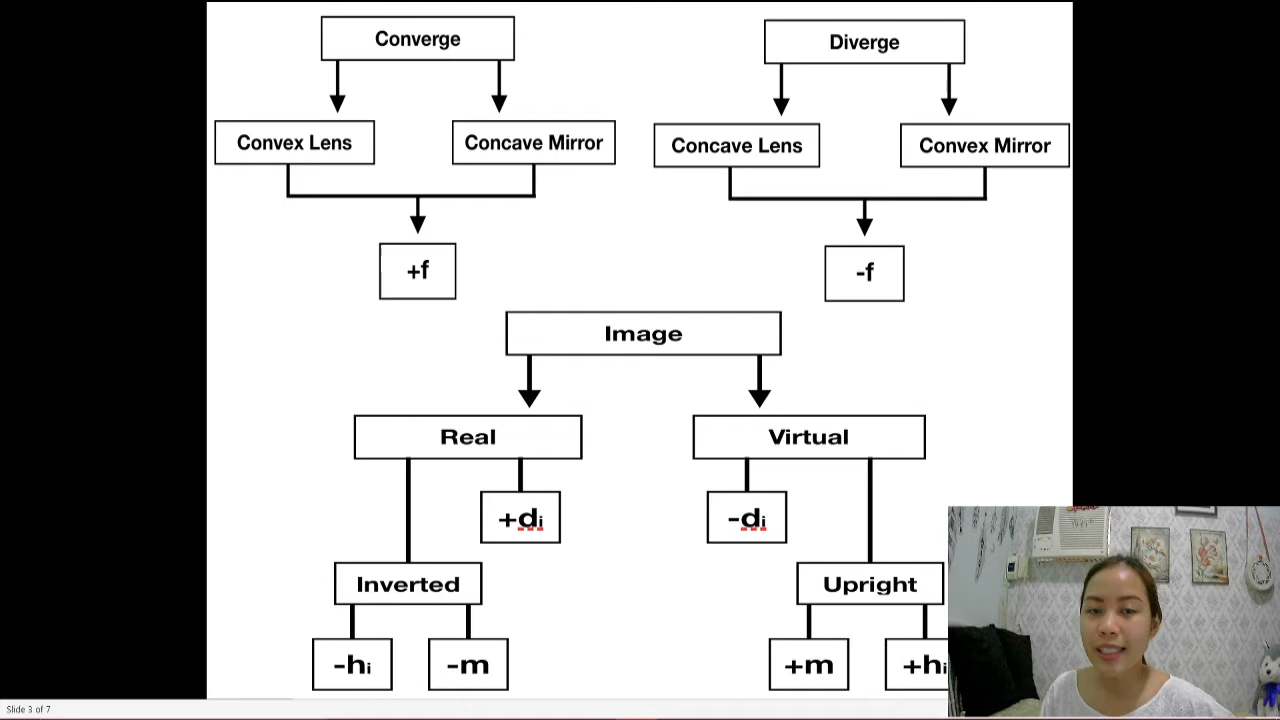 Converge
Diverge
Convex Lens
Concave Mirror
Concave Lens
Convex Mirror
+f
-f
Image
Real
Virtual
+di
-di
Inverted
Upright
-hi
-m
+m
+hi
Slide 3 of 7